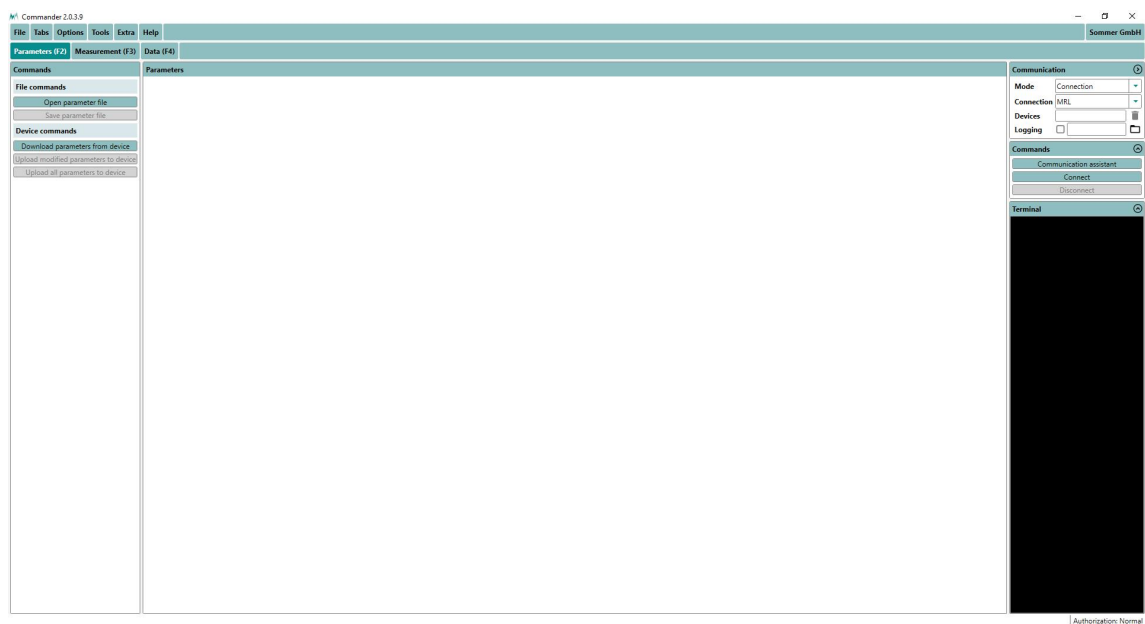 Commander 2.0.3.9
File Tabs Options Tools Extra Help Sommer GmbH
Parameters (F2) Measurement (F3) Data (F4)
Commands
File commands
Open parameter file
Save parameter file
Device commands
Download parameters from device
Upload modified parameters to device
Upload all parameters to device
Parameters
Communication
Mode Connection
Connection MRL
Devices
Logging
Commands
Communication assistant
Connect
Disconnect
Terminal
Authorization: Normal